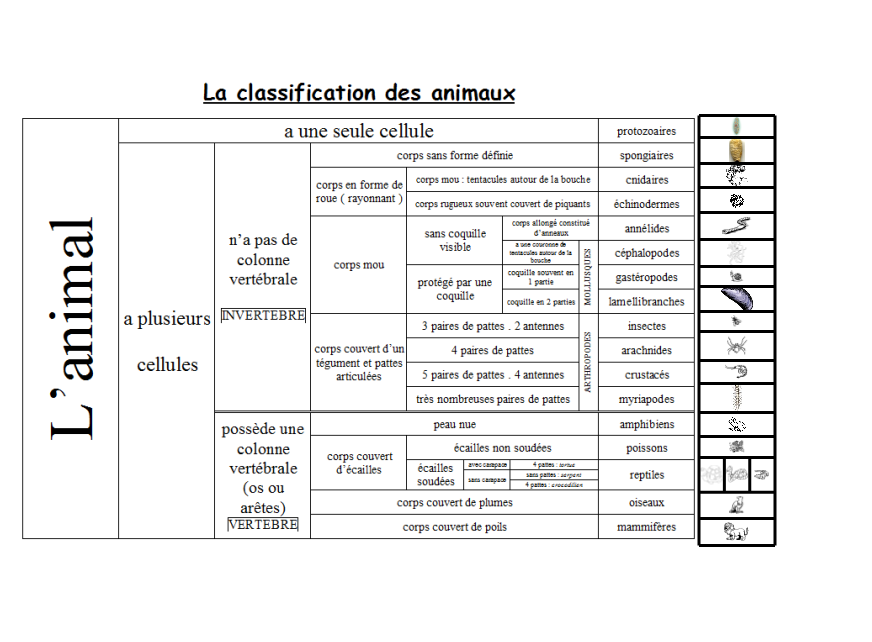 La classification des animaux
L'animal
a une seule cellule
protozoaires
a plusieurs
cellules
n'a pas de
colonne
vertébrale
INVERTEBRE
corps sans forme définie
spongiaires
corps en forme de
roue ( rayonnant )
corps mou : tentacules autour de la bouche
cnidaires
corps rugueux souvent couvert de piquants
échinodermes
corps mou
sans coquille
visible
corps allongé constitué
d'anneaux
annélides
a une couronne de
tentacules autour de la
bouche
MOLLUSQUES
céphalopodes
protégé par une
coquille
coquille souvent en
1 partie
gastéropodes
coquille en 2 parties
lamellibranches
corps couvert d'un
tégument et pattes
articulées
3 paires de pattes . 2 antennes
ARTHROPODES
insectes
4 paires de pattes
arachnides
5 paires de pattes . 4 antennes
crustacés
très nombreuses paires de pattes
myriapodes
possède une
colonne
vertébrale
(os ou
arêtes)
VERTEBRE
peau nue
amphibiens
corps couvert
d'écailles
écailles non soudées
poissons
écailles
soudées
avec carapace
4 pattes : tortue
sans carapace
sans pattes : serpent
4 pattes : crocodilien
reptiles
corps couvert de plumes
oiseaux
corps couvert de poils
mammifères